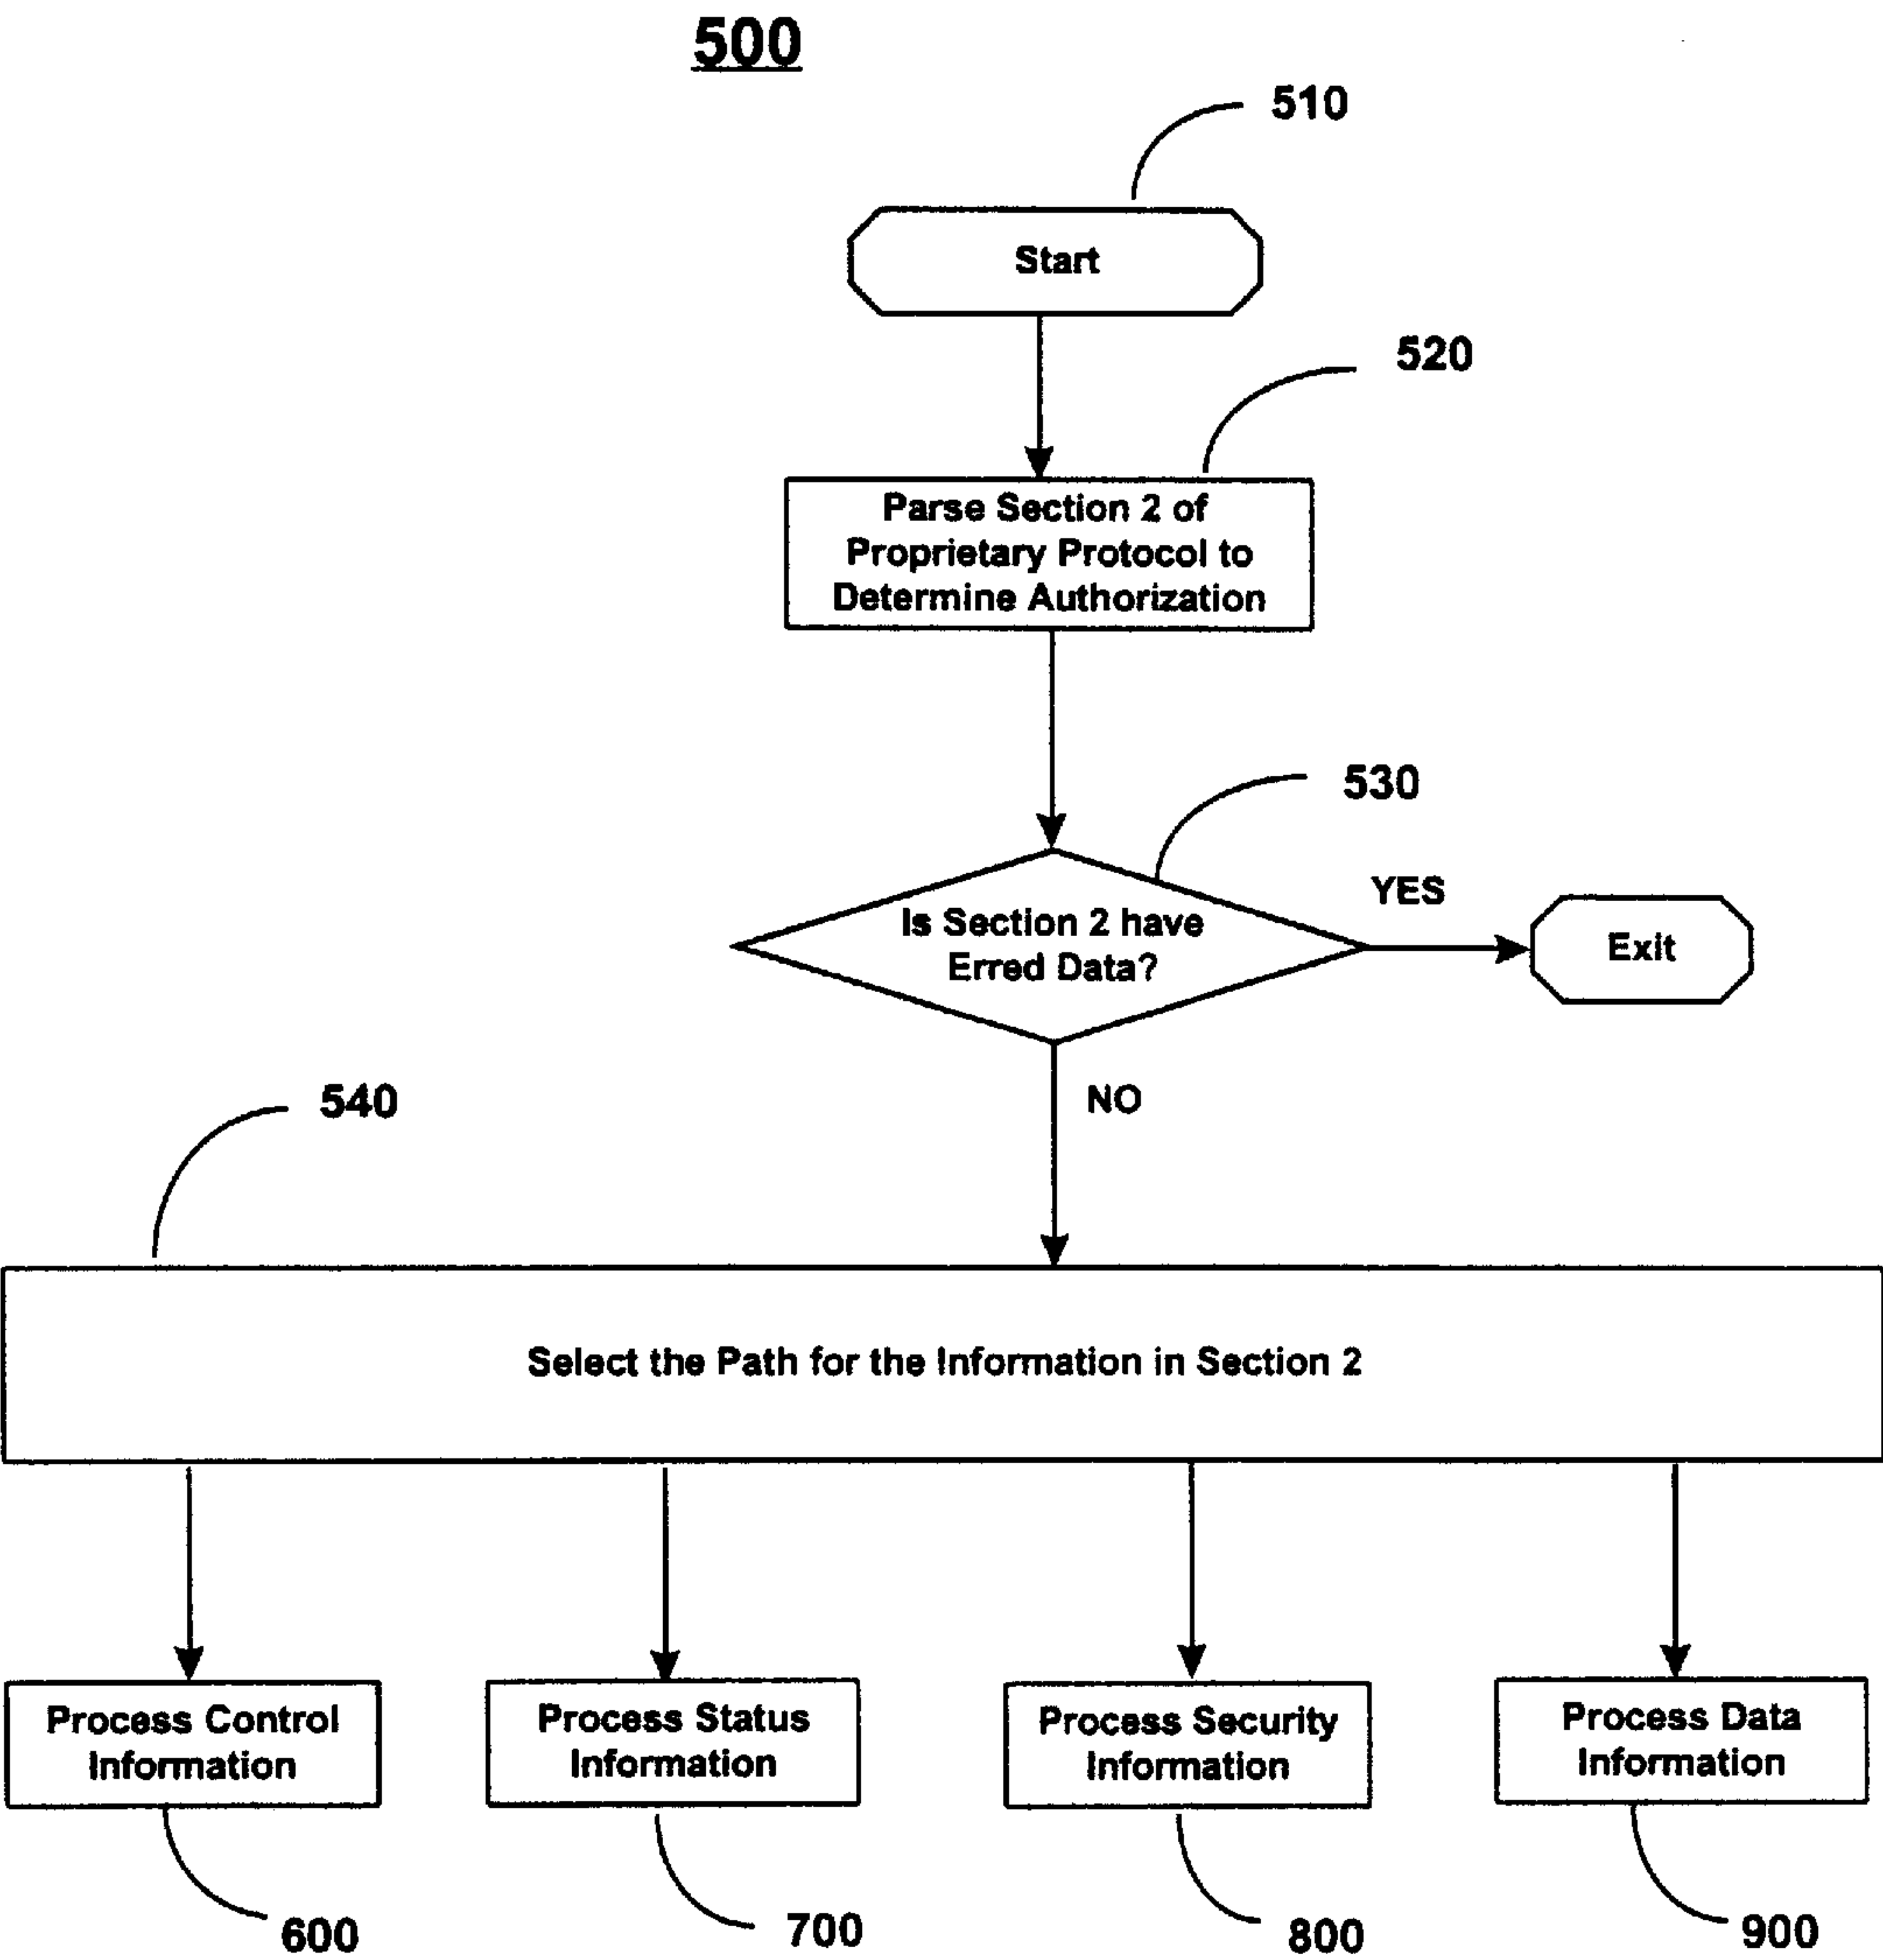 500
510
Start
520
Parse Section 2 of
Proprietary Protocol to
Determine Authorization
530
Is Section 2 have
Erred Data?
YES
Exit
NO
540
Select the Path for the Information in Section 2
Process Control
Information
Process Status
Information
Process Security
Information
Process Data
Information
600
700
800
900